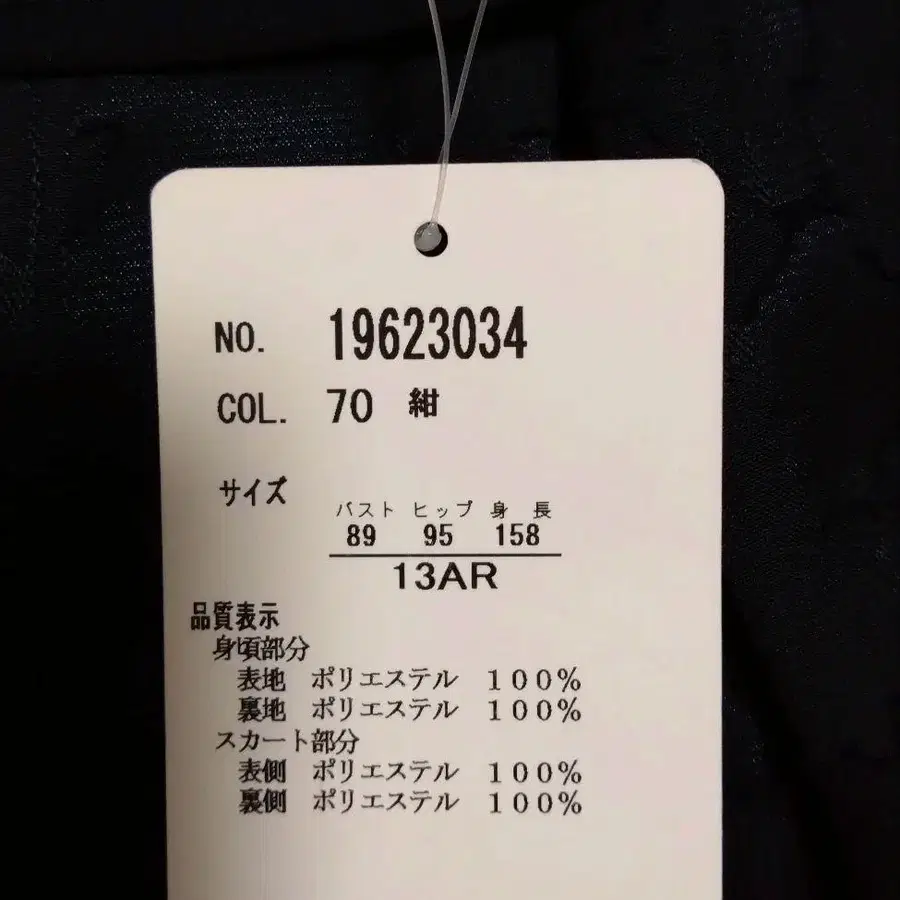 NO. 19623034
COL. 70 紺
サイズ
バスト ヒップ 身長
89 95 158
13AR
品質表示
身頃部分
表地 ポリエステル 100%
裏地 ポリエステル 100%
スカート部分
表側 ポリエステル 100%
裏側 ポリエステル 100%